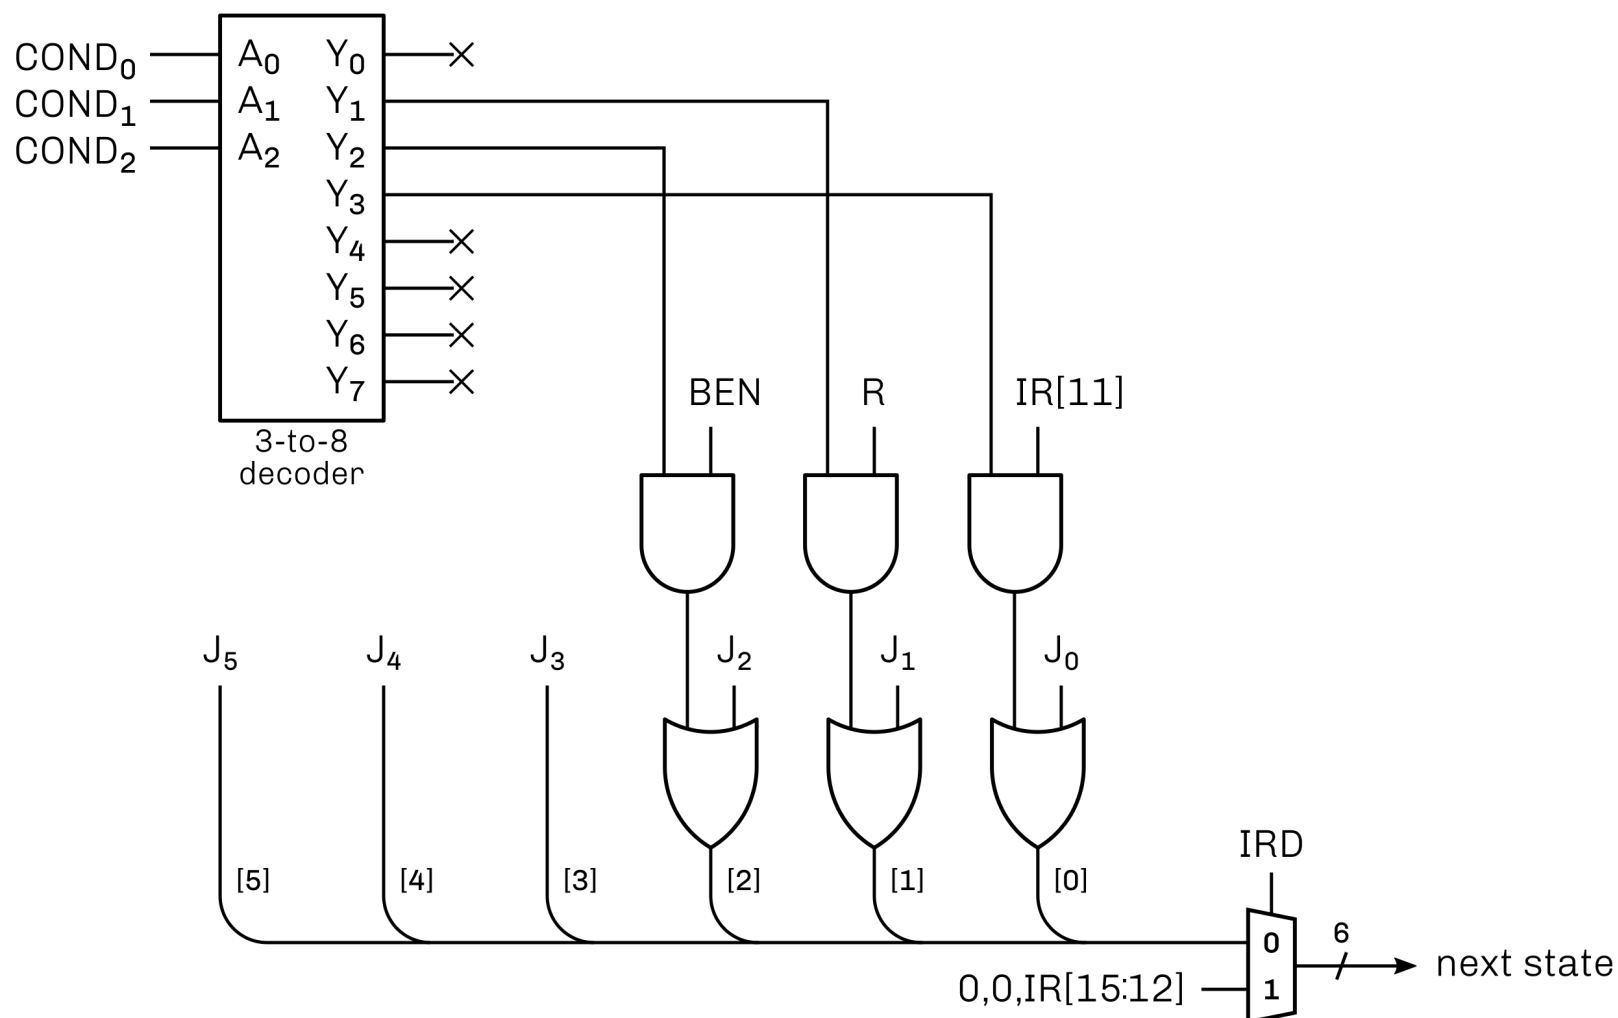 COND₀ A₀ Y₀
COND₁ A₁ Y₁
COND₂ A₂ Y₂
Y₃
Y₄
Y₅
Y₆
Y₇
3-to-8
decoder
BEN R IR[11]
J₅ J₄ J₃ J₂ J₁ J₀
[5] [4] [3] [2] [1] [0]
IRD
0
1
6
next state
0,0,IR[15:12]